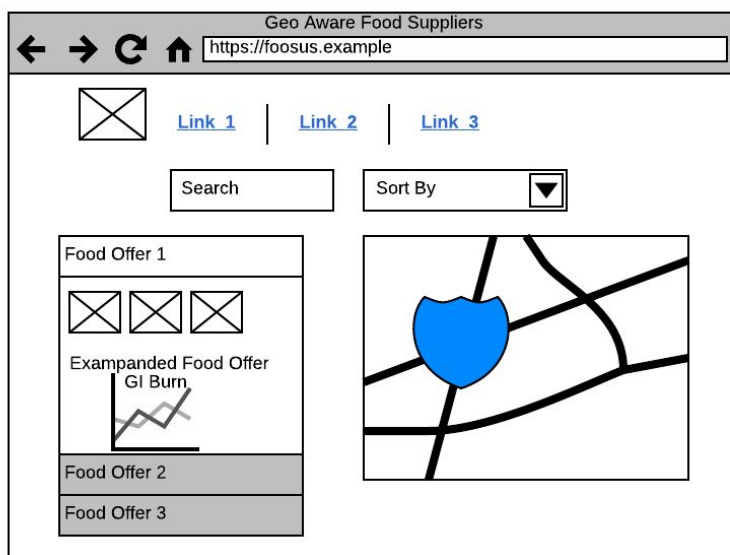 Geo Aware Food Suppliers
https://foosus.example
Link 1
Link 2
Link 3
Search
Sort By
Food Offer 1
Exampanded Food Offer
GI Burn
Food Offer 2
Food Offer 3